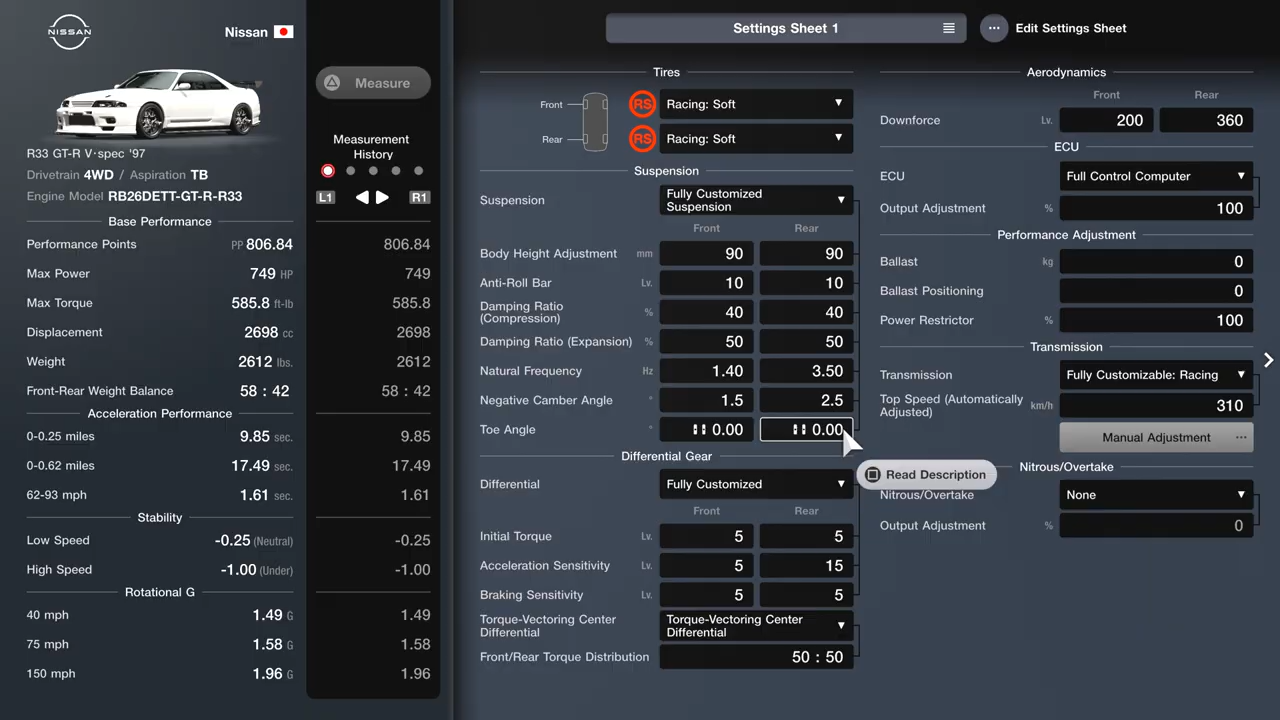 NISSAN
Nissan
R33 GT-R V·spec '97
Drivetrain 4WD / Aspiration TB
Engine Model RB26DETT-GT-R-R33
Base Performance
Performance Points PP 806.84
Max Power 749 HP
Max Torque 585.8 ft-lb
Displacement 2698 cc
Weight 2612 lbs.
Front-Rear Weight Balance 58 : 42
Acceleration Performance
0-0.25 miles 9.85 sec.
0-0.62 miles 17.49 sec.
62-93 mph 1.61 sec.
Stability
Low Speed -0.25 (Neutral)
High Speed -1.00 (Under)
Rotational G
40 mph 1.49 G
75 mph 1.58 G
150 mph 1.96 G
Measure
Measurement
History
L1 R1
806.84
749
585.8
2698
2612
58 : 42
9.85
17.49
1.61
-0.25
-1.00
1.49
1.58
1.96
Settings Sheet 1
Edit Settings Sheet
Tires
Front RS Racing: Soft
Rear RS Racing: Soft
Suspension
Suspension Fully Customized
Suspension
Front Rear
Body Height Adjustment mm 90 90
Anti-Roll Bar Lv. 10 10
Damping Ratio
(Compression) % 40 40
Damping Ratio (Expansion) % 50 50
Natural Frequency Hz 1.40 3.50
Negative Camber Angle ° 1.5 2.5
Toe Angle ° 0.00 0.00
Differential Gear
Differential Fully Customized
Front Rear
Initial Torque Lv. 5 5
Acceleration Sensitivity Lv. 5 15
Braking Sensitivity Lv. 5 5
Torque-Vectoring Center
Differential
Torque-Vectoring Center
Differential
Front/Rear Torque Distribution 50 : 50
Read Description
Aerodynamics
Front Rear
Downforce Lv. 200 360
ECU
ECU Full Control Computer
Output Adjustment % 100
Performance Adjustment
Ballast kg 0
Ballast Positioning 0
Power Restrictor % 100
Transmission
Transmission Fully Customizable: Racing
Top Speed (Automatically
Adjusted) km/h 310
Manual Adjustment
Nitrous/Overtake
Nitrous/Overtake None
Output Adjustment % 0